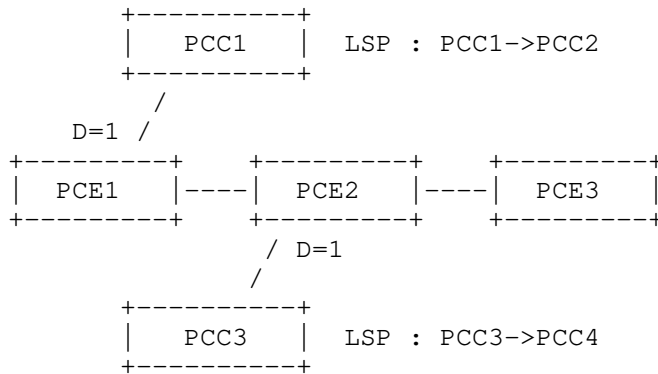 PCC1 LSP : PCC1->PCC2
D=1
PCE1 PCE2 PCE3
D=1
PCC3 LSP : PCC3->PCC4